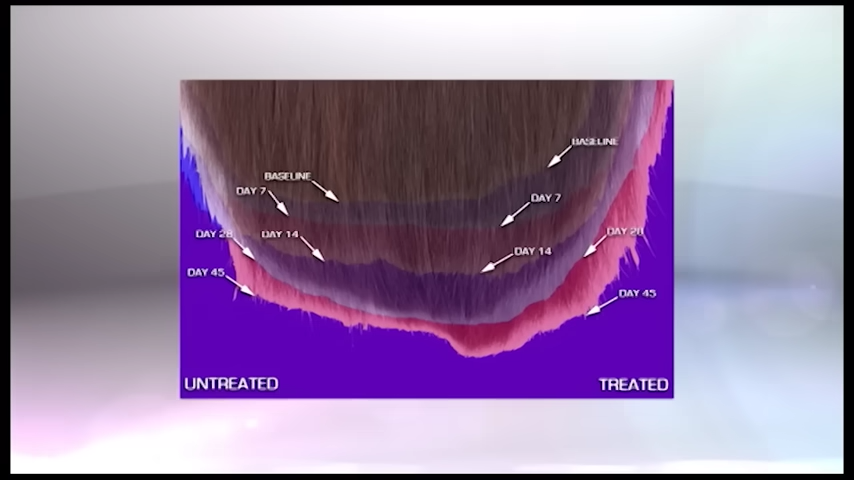 BASELINE
BASELINE
DAY 7
DAY 7
DAY 28
DAY 14
DAY 28
DAY 14
DAY 45
DAY 45
UNTREATED
TREATED